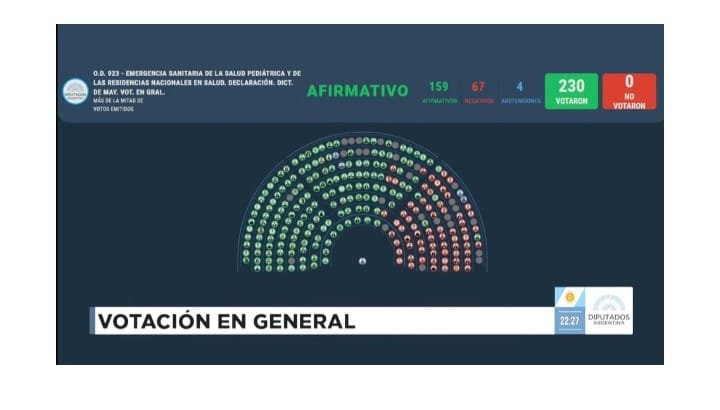 O.D. 923 - EMERGENCIA SANITARIA DE LA SALUD PEDIÁTRICA Y DE
LAS RESIDENCIAS NACIONALES EN SALUD. DECLARACIÓN. DICT.
DE MAY. VOT. EN GRAL.
MÁS DE LA MITAD DE
VOTOS EMITIDOS
AFIRMATIVO
159
AFIRMATIVOS
67
NEGATIVOS
4
ABSTENCIONES
230
VOTARON
0
NO
VOTARON
VOTACIÓN EN GENERAL
22:27
DIPUTADOS
ARGENTINA